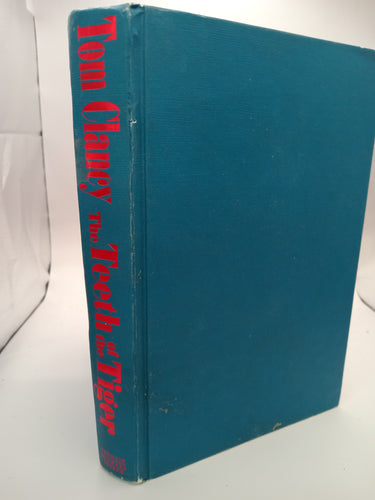 Tom Clancy
The Teeth of
the Tiger